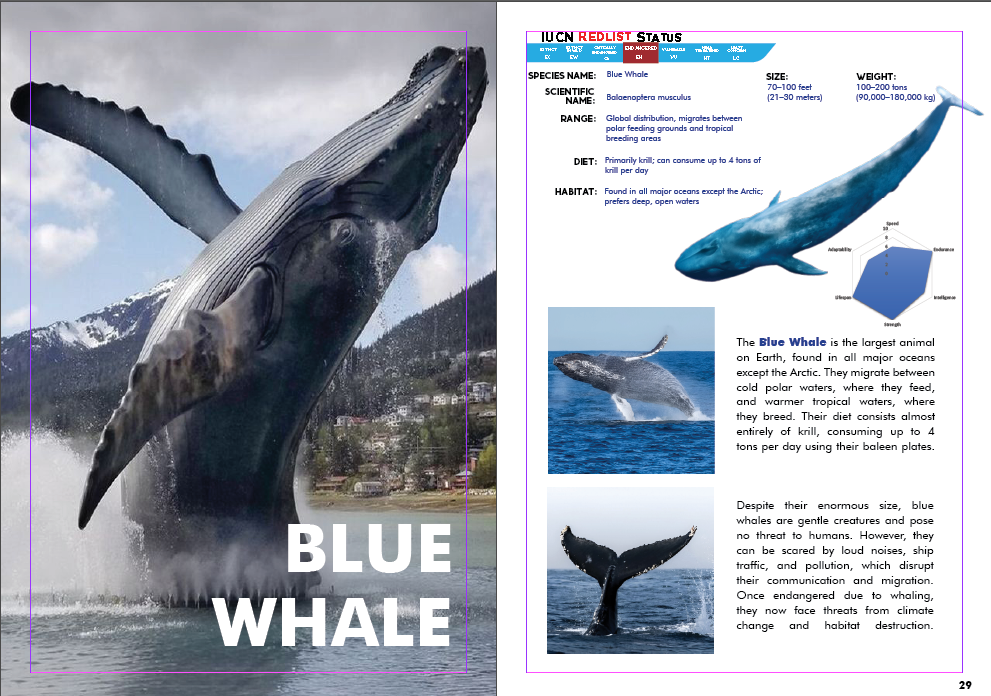 BLUE
WHALE
IUCN REDLIST STATUS
EXTINCT
EX
EXTINCT
EW
CRITICALLY
ENDANGERED
CR
ENDANGERED
EN
VULNERABLE
VU
NEAR
THREATENED
NT
LEAST
CONCERN
LC
SPECIES NAME: Blue Whale
SCIENTIFIC
NAME: Balaenoptera musculus
RANGE: Global distribution, migrates between
polar feeding grounds and tropical
breeding areas
DIET: Primarily krill; can consume up to 4 tons of
krill per day
HABITAT: Found in all major oceans except the Arctic;
prefers deep, open waters
SIZE:
70–100 feet
(21–30 meters)
WEIGHT:
100–200 tons
(90,000–180,000 kg)
Speed
10
8
6
Adaptability
Endurance
Lifespan
Intelligence
Strength
The Blue Whale is the largest animal
on Earth, found in all major oceans
except the Arctic. They migrate between
cold polar waters, where they feed,
and warmer tropical waters, where
they breed. Their diet consists almost
entirely of krill, consuming up to 4
tons per day using their baleen plates.
Despite their enormous size, blue
whales are gentle creatures and pose
no threat to humans. However, they
can be scared by loud noises, ship
traffic, and pollution, which disrupt
their communication and migration.
Once endangered due to whaling,
they now face threats from climate
change and habitat destruction.
29